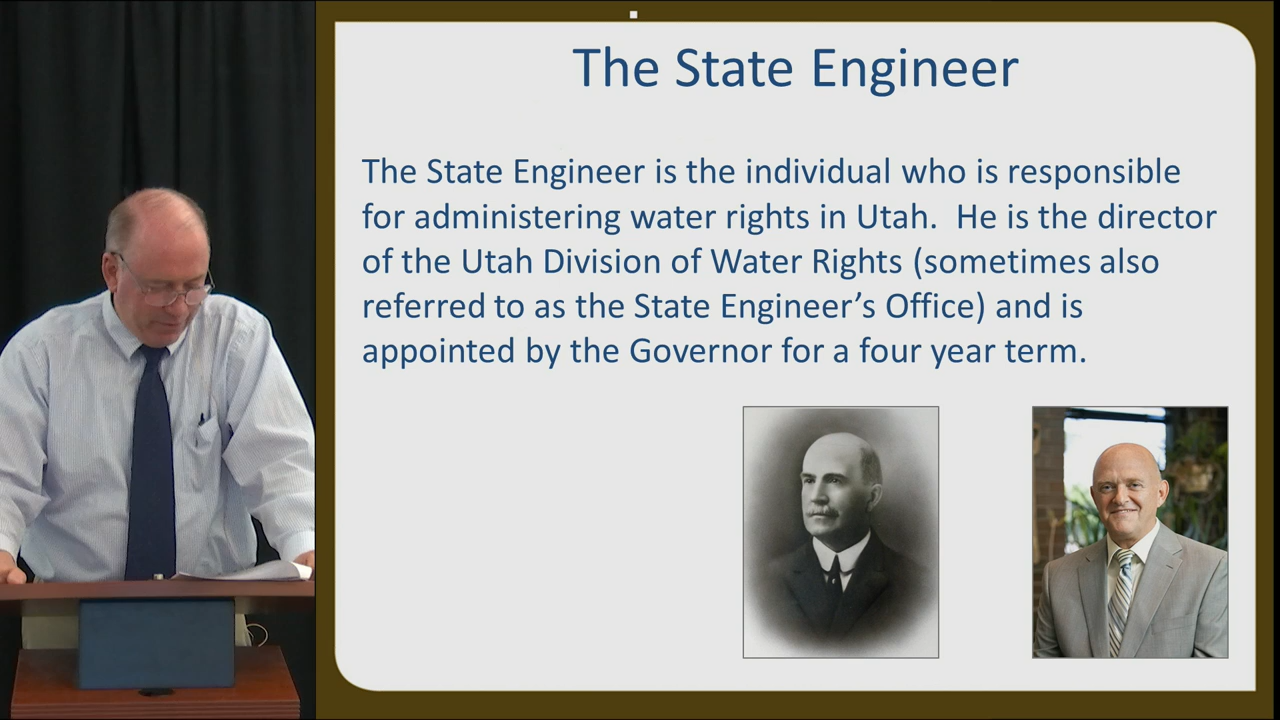 The State Engineer
The State Engineer is the individual who is responsible
for administering water rights in Utah.  He is the director
of the Utah Division of Water Rights (sometimes also
referred to as the State Engineer’s Office) and is
appointed by the Governor for a four year term.